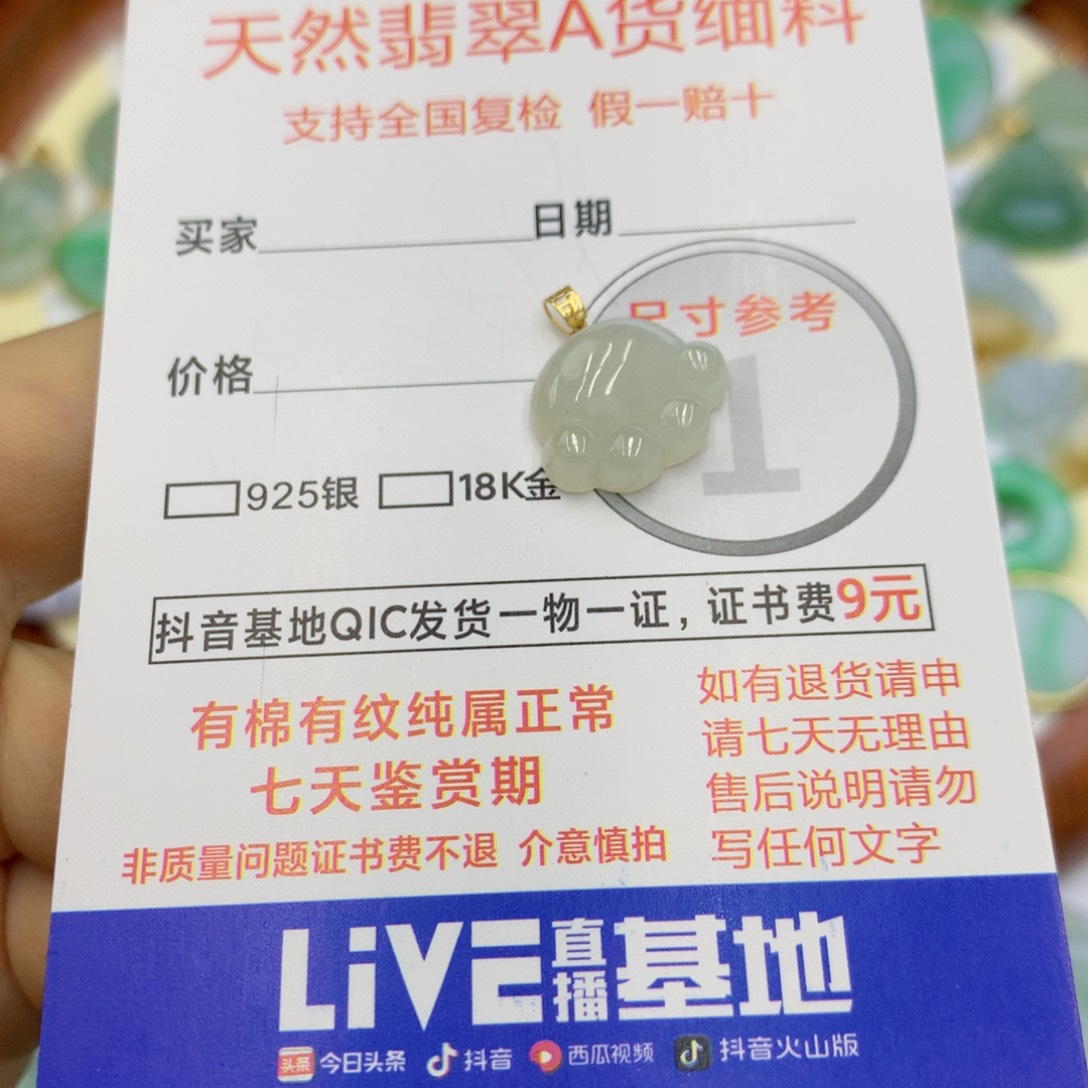 天然翡翠A货缅料
支持全国复检 假一赔十
买家 日期
尺寸参考
1
价格
925银 18K金
抖音基地QIC发货一物一证，证书费9元
有棉有纹纯属正常
七天鉴赏期
非质量问题证书费不退 介意慎拍
如有退货请申
请七天无理由
售后说明请勿
写任何文字
LiVE直播基地
头条 今日头条 抖音 西瓜视频 抖音火山版